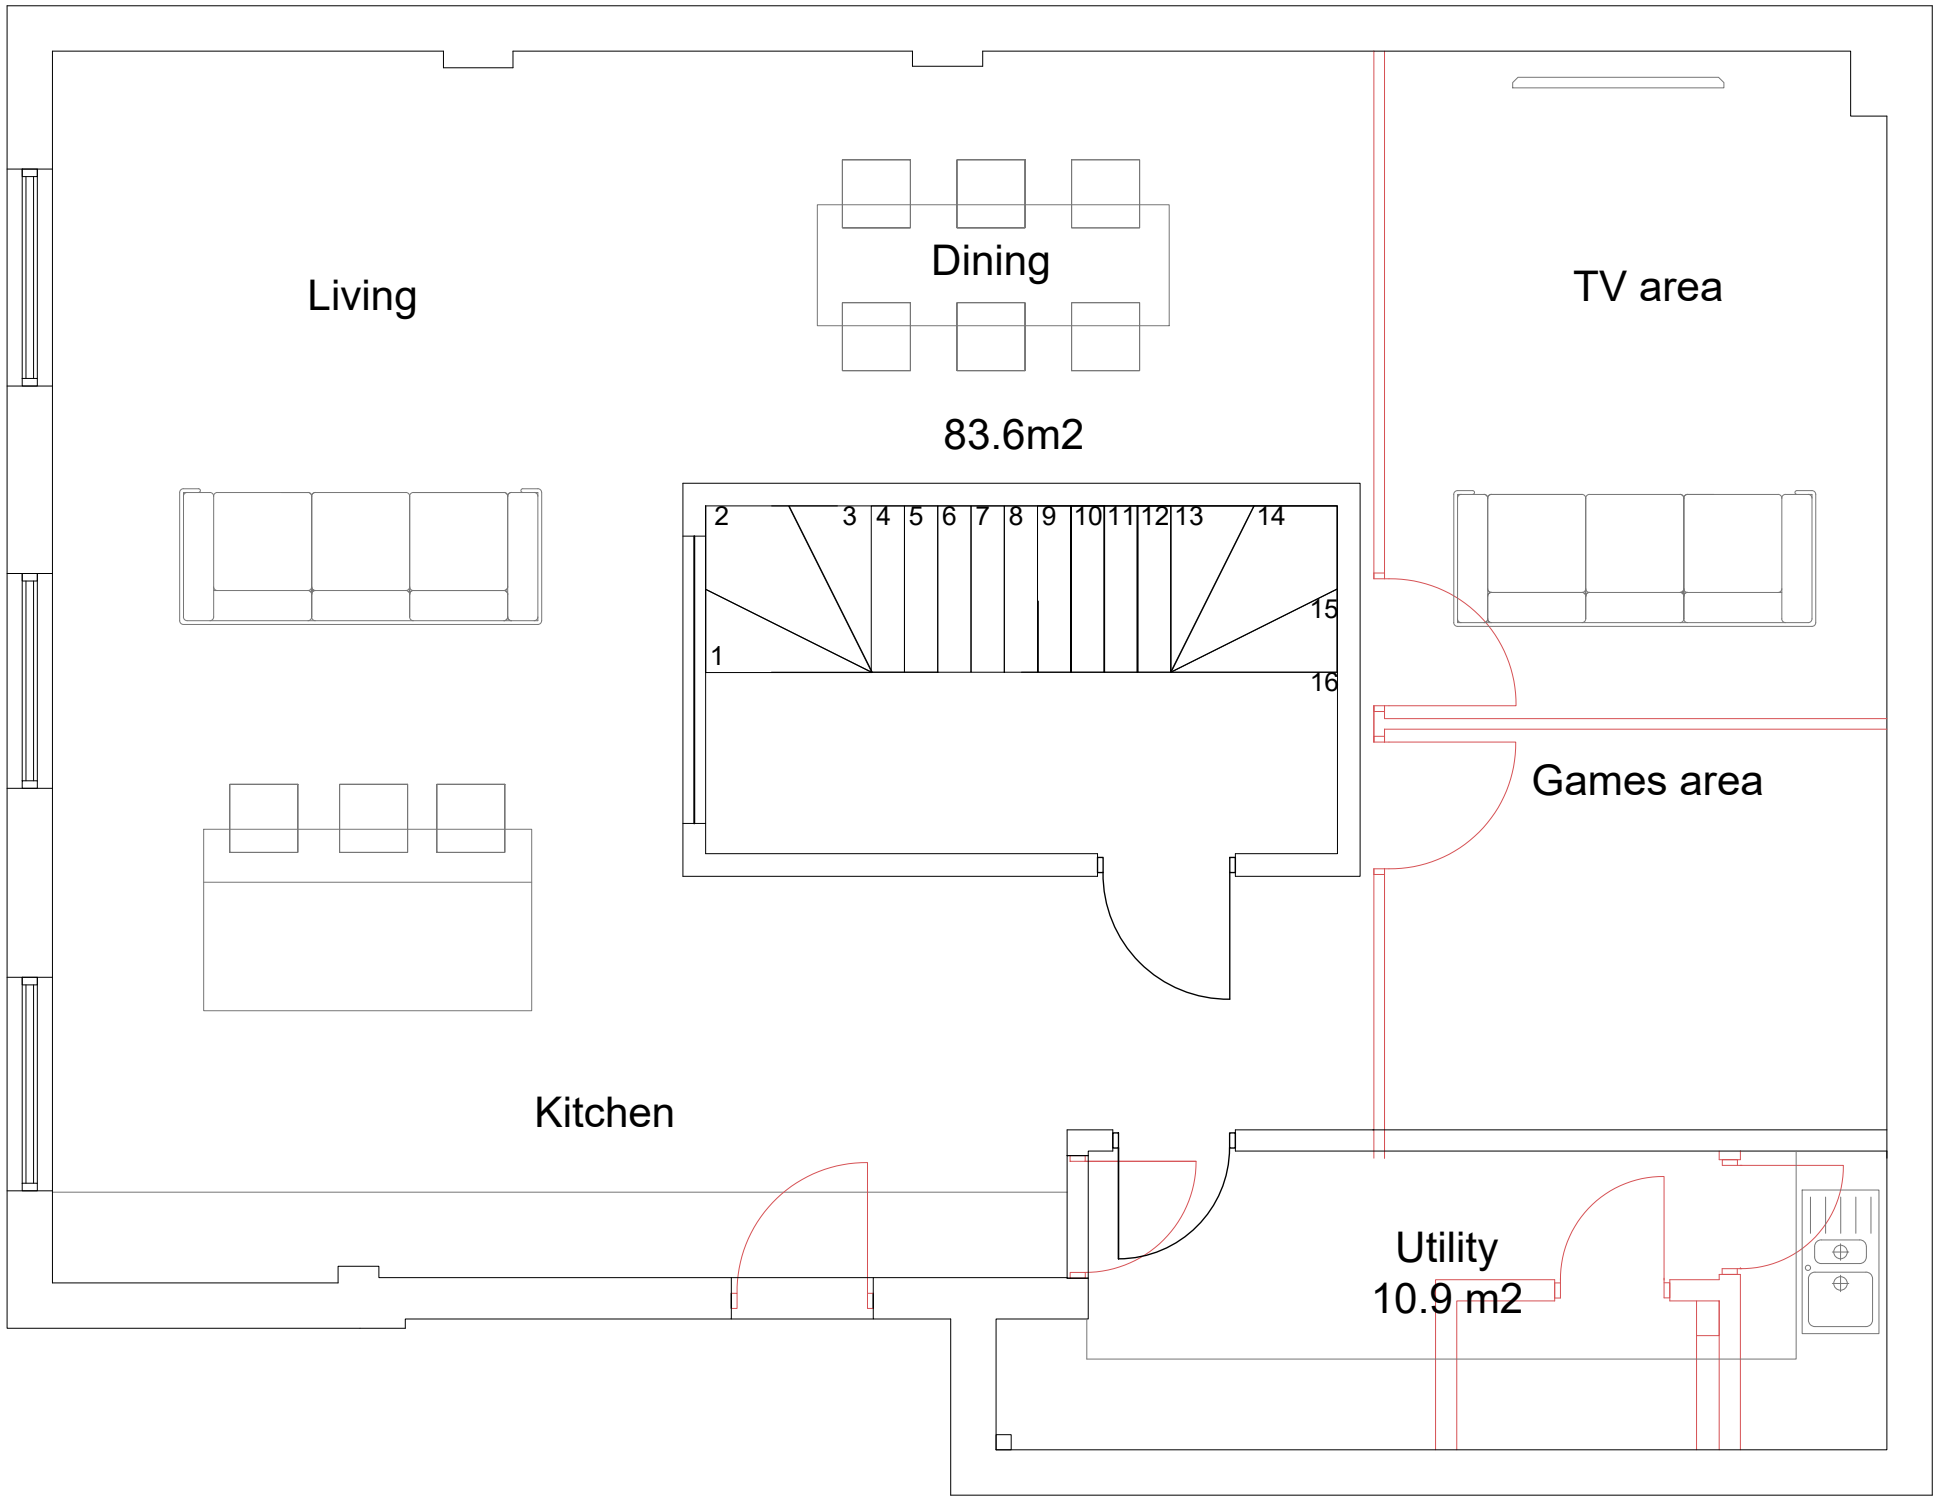 Dining
TV area
Living
83.6m2
2 3 4 5 6 7 8 9 10 11 12 13 14
15
1
16
Games area
Kitchen
Utility
10.9 m2